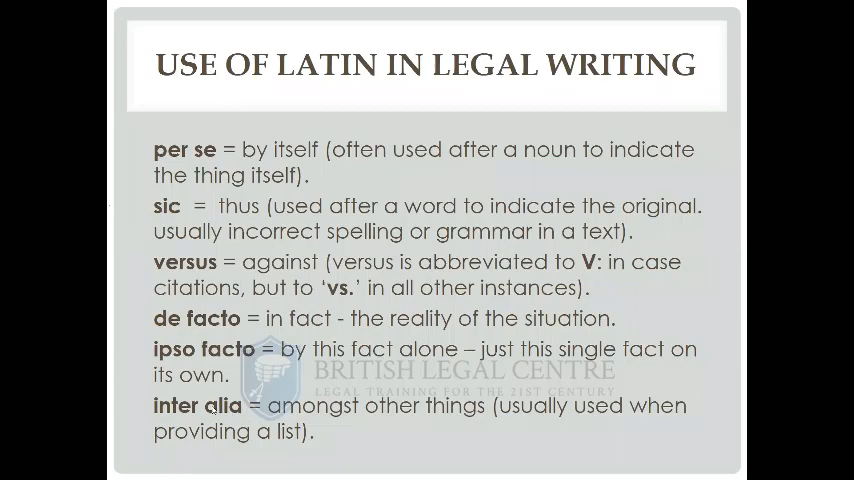 USE OF LATIN IN LEGAL WRITING
per se = by itself (often used after a noun to indicate
the thing itself).
sic = thus (used after a word to indicate the original.
usually incorrect spelling or grammar in a text).
versus = against (versus is abbreviated to V: in case
citations, but to ‘vs.’ in all other instances).
de facto = in fact - the reality of the situation.
ipso facto = by this fact alone – just this single fact on
its own.
BRITISH LEGAL CENTRE
LEGAL TRAINING FOR THE 21ST CENTURY
inter alia = amongst other things (usually used when
providing a list).